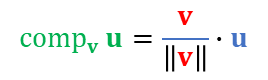 comp_v u = v / ‖v‖ · u